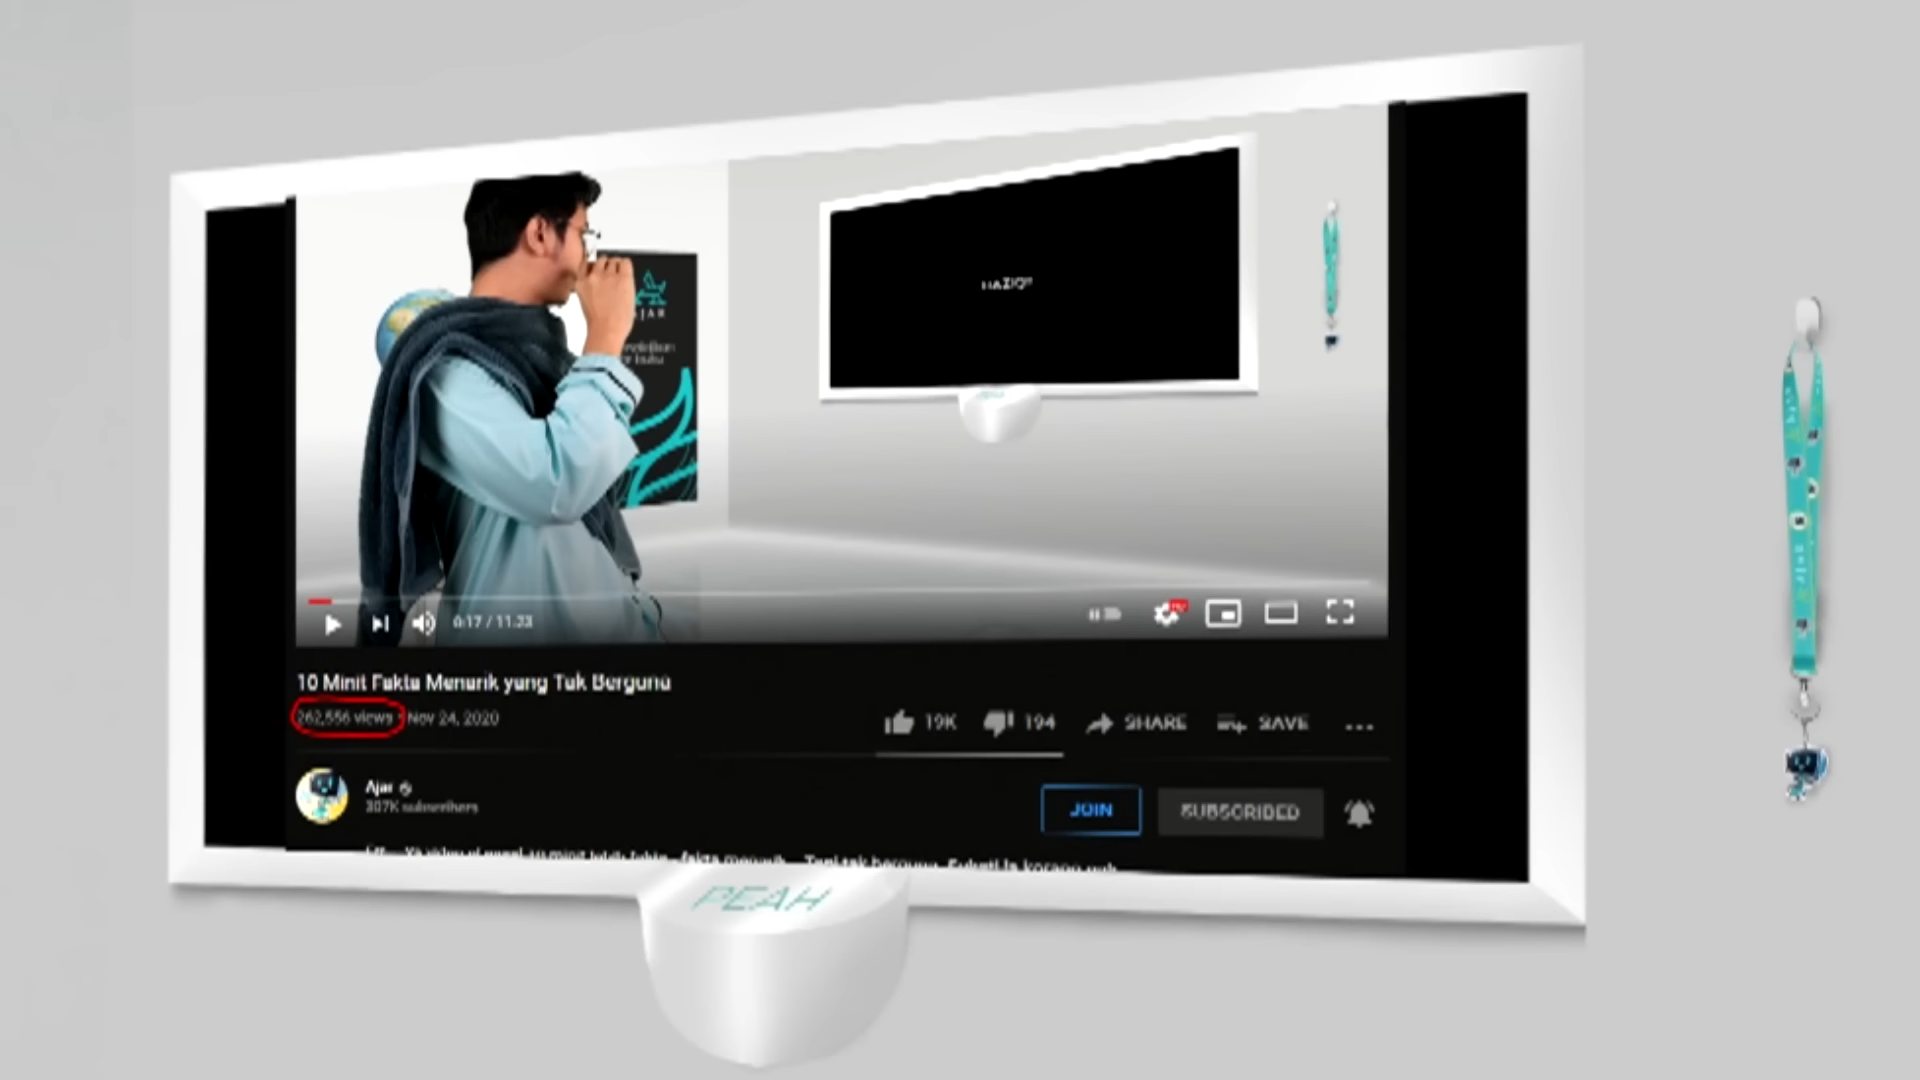 AJAR
0:17 / 11:23
10 Minit Fakta Menarik yang Tak Berguna
262,556 views • Nov 24, 2020
19K 194 SHARE SAVE ...
Ajar
307K subscribers
JOIN SUBSCRIBED
PEAH